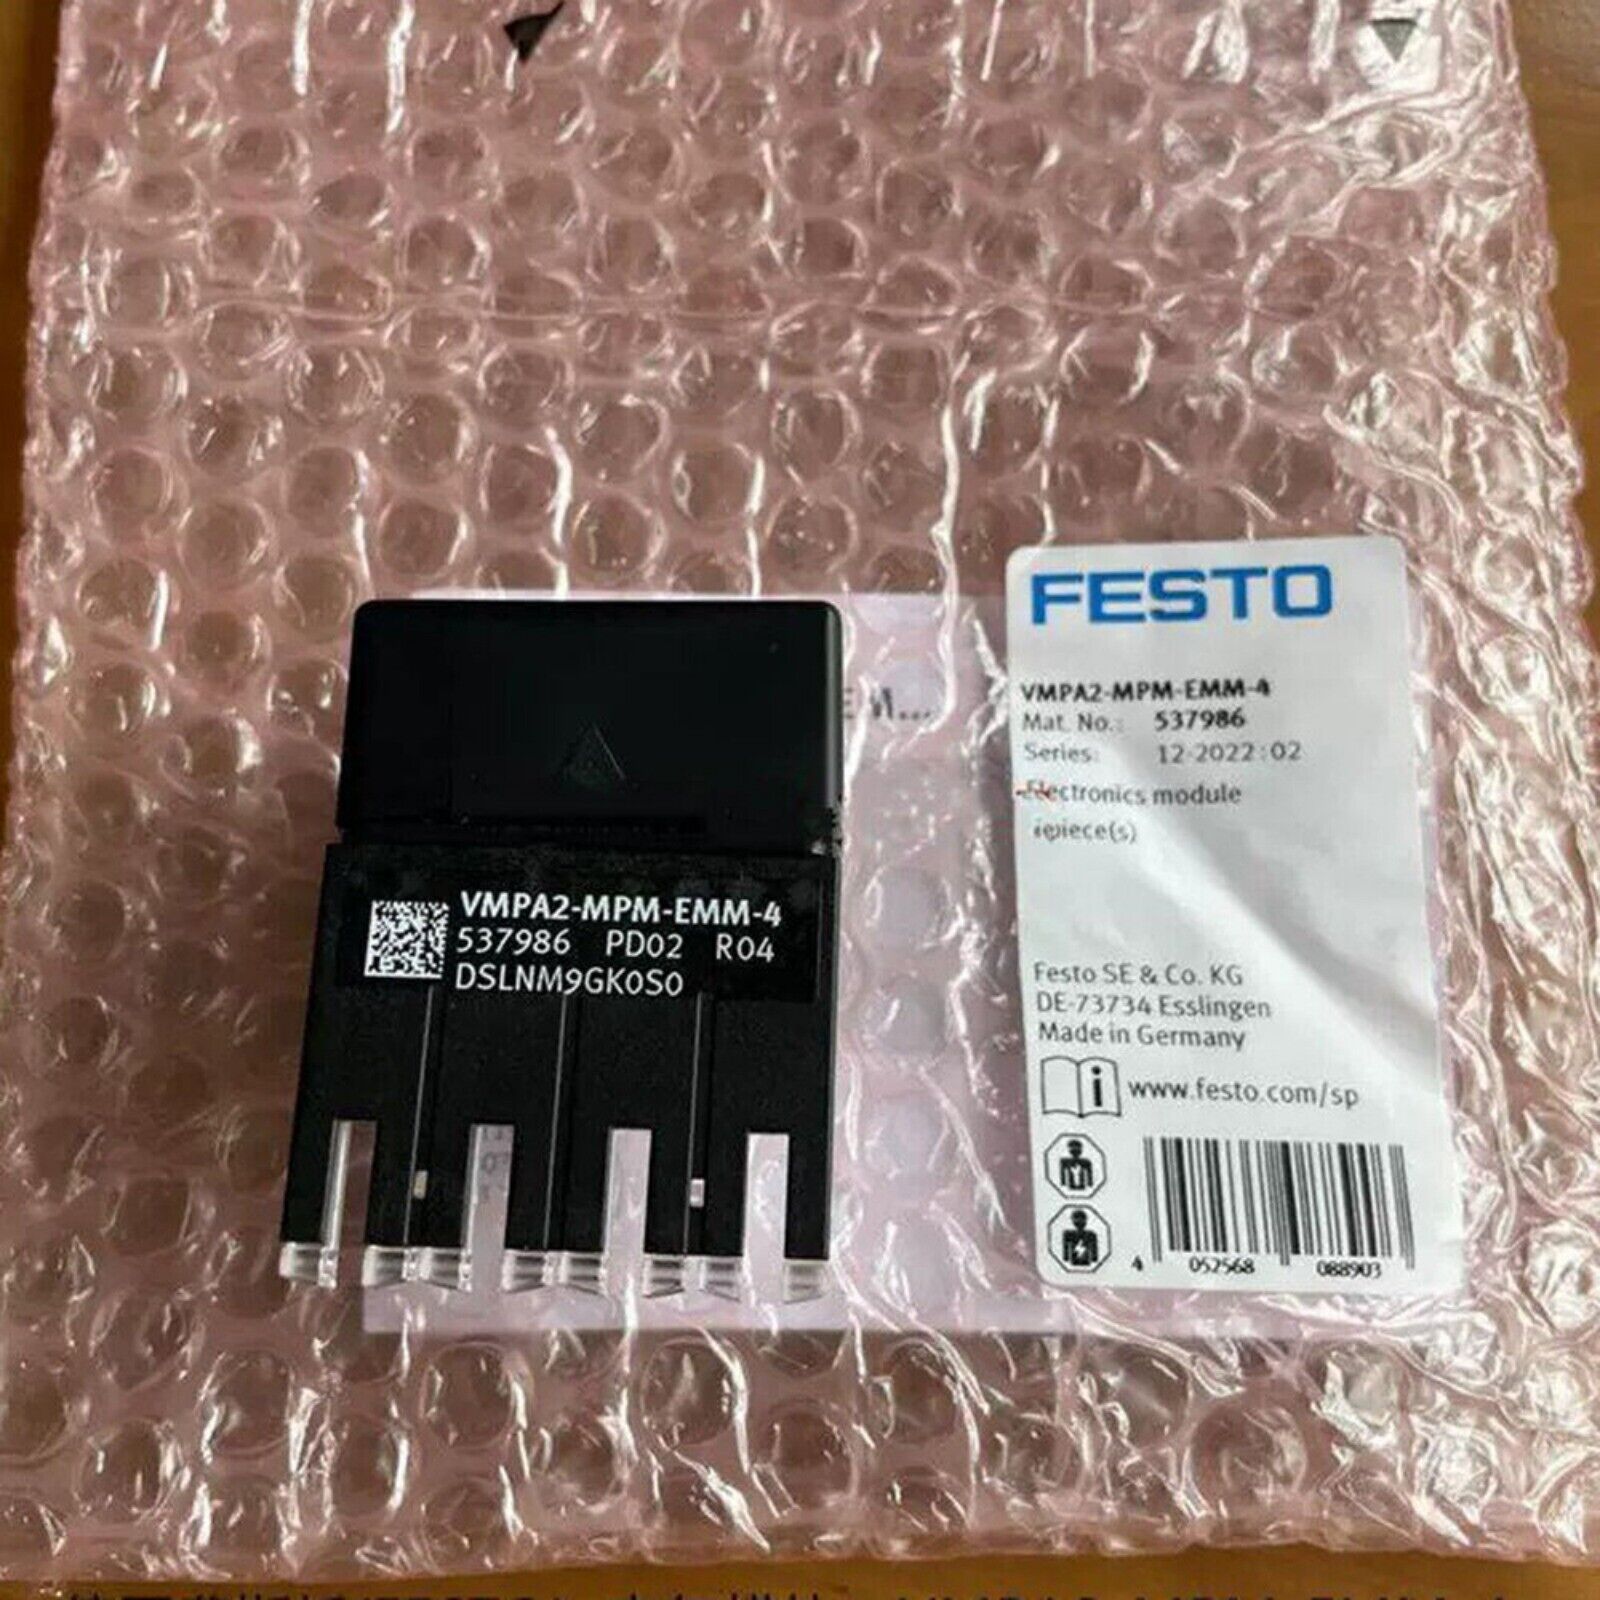 VMPA2-MPM-EMM-4
537986 PD02 R04
DSLNM9GK0S0
FESTO
VMPA2-MPM-EMM-4
Mat. No.: 537986
Series: 12-2022:02
Electronics module
piece(s)
Festo SE & Co. KG
DE-73734 Esslingen
Made in Germany
i www.festo.com/sp
4 052568 088903